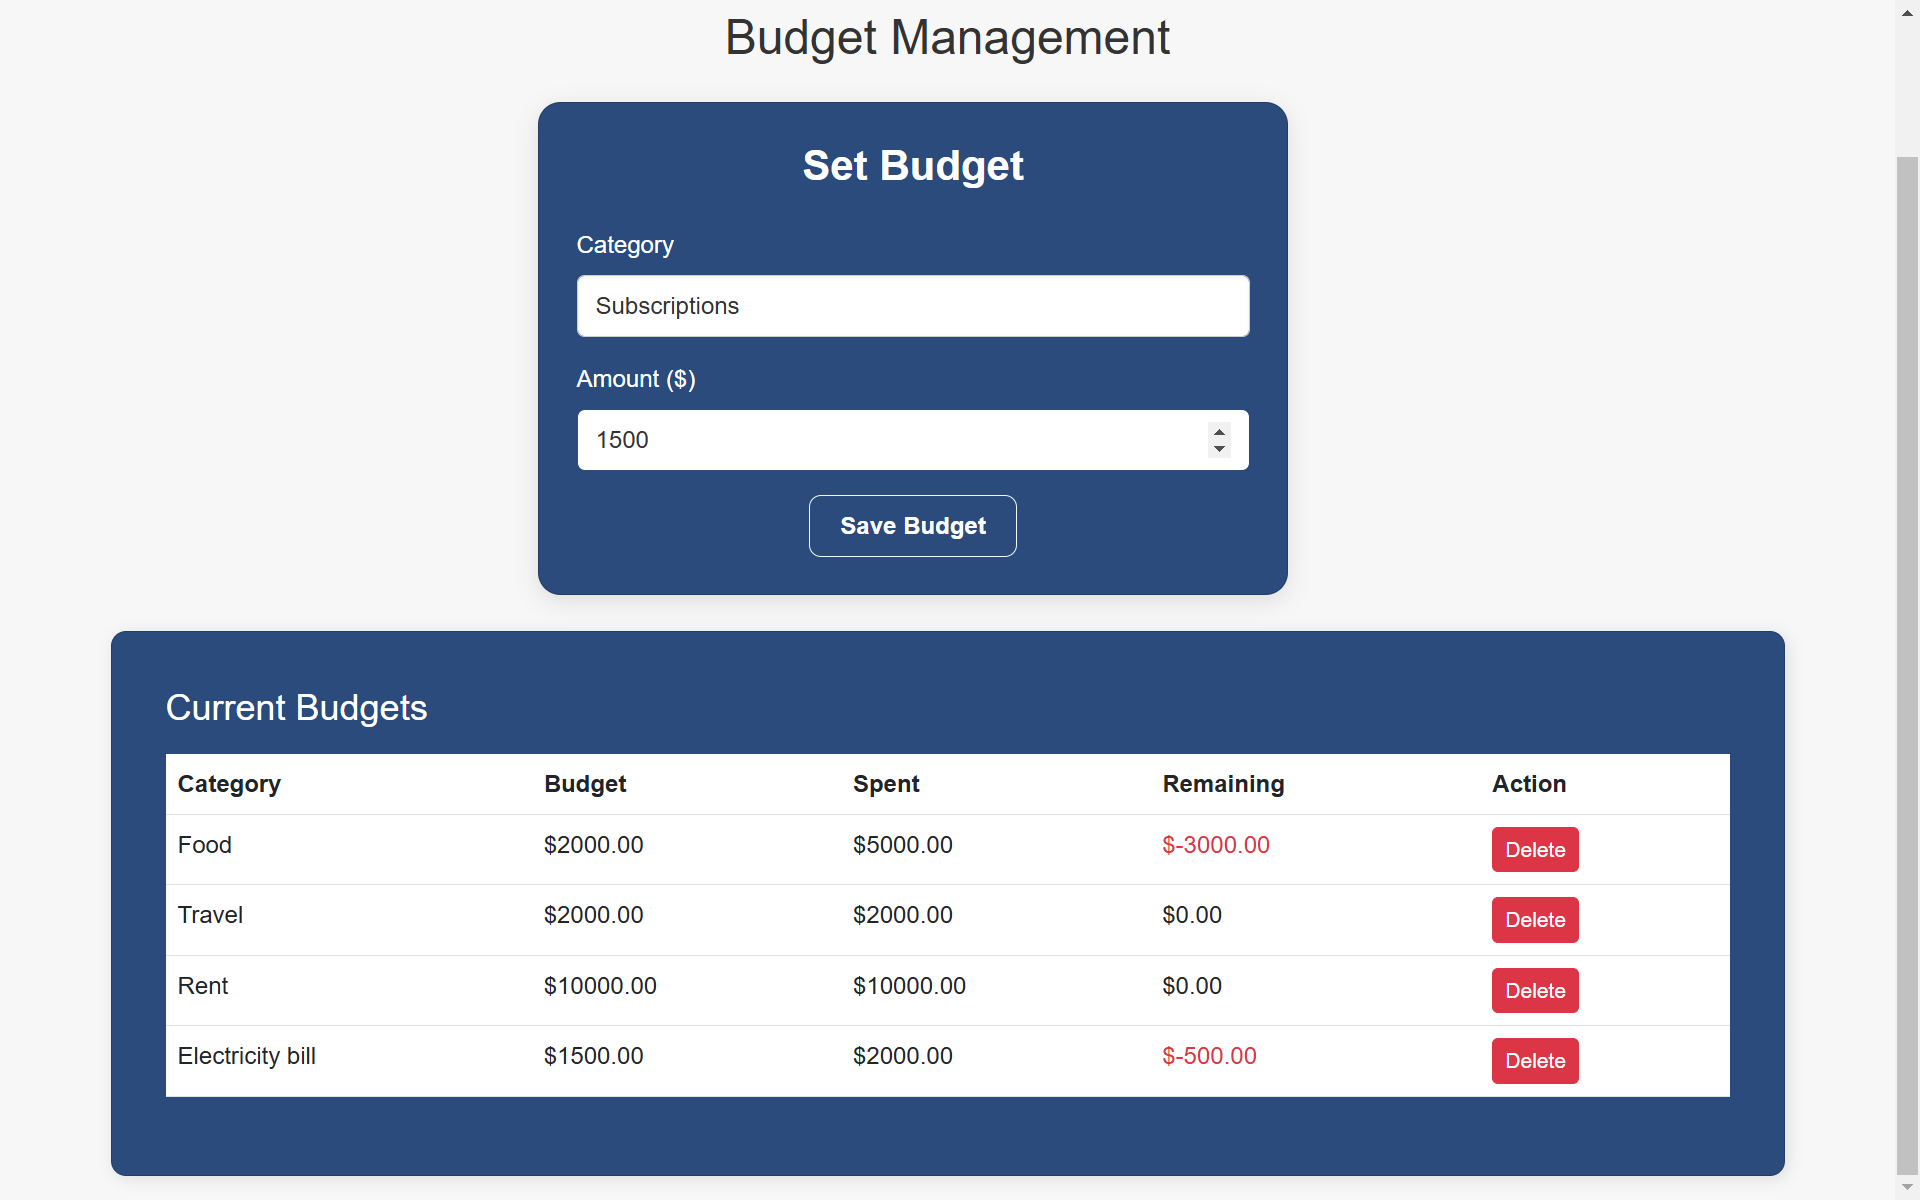 Budget Management
Set Budget
Category
Subscriptions
Amount ($)
1500
Save Budget
Current Budgets
Category Budget Spent Remaining Action
Food $2000.00 $5000.00 $-3000.00 Delete
Travel $2000.00 $2000.00 $0.00 Delete
Rent $10000.00 $10000.00 $0.00 Delete
Electricity bill $1500.00 $2000.00 $-500.00 Delete